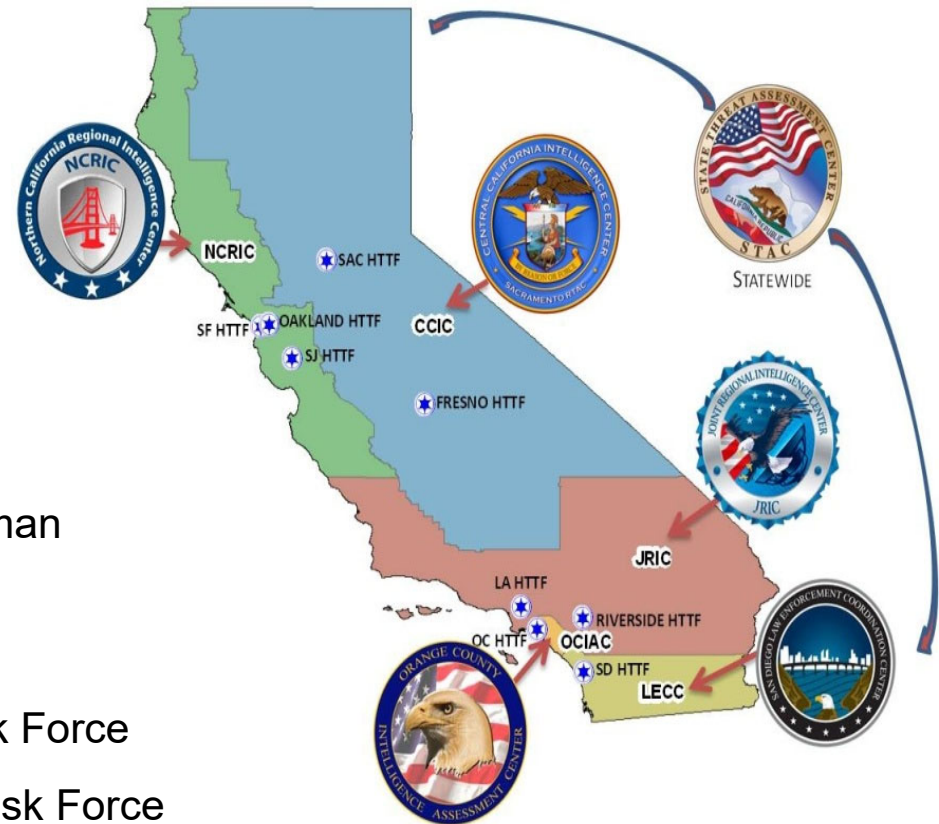 Northern California Regional Intelligence Center
NCRIC
NCRIC
SAC HTTF
CENTRAL CALIFORNIA INTELLIGENCE CENTER
SACRAMENTO RTAC
STATE THREAT ASSESSMENT CENTER
CALIFORNIA REPUBLIC
STAC
STATEWIDE
SF HTTF
OAKLAND HTTF
CCIC
SJ HTTF
FRESNO HTTF
JOINT REGIONAL INTELLIGENCE CENTER
JRIC
man
JRIC
LA HTTF
RIVERSIDE HTTF
OC HTTF
OCIAC
SD HTTF
LECC
SAN DIEGO LAW ENFORCEMENT COORDINATION CENTER
ORANGE COUNTY
INTELLIGENCE ASSESSMENT CENTER
k Force
sk Force